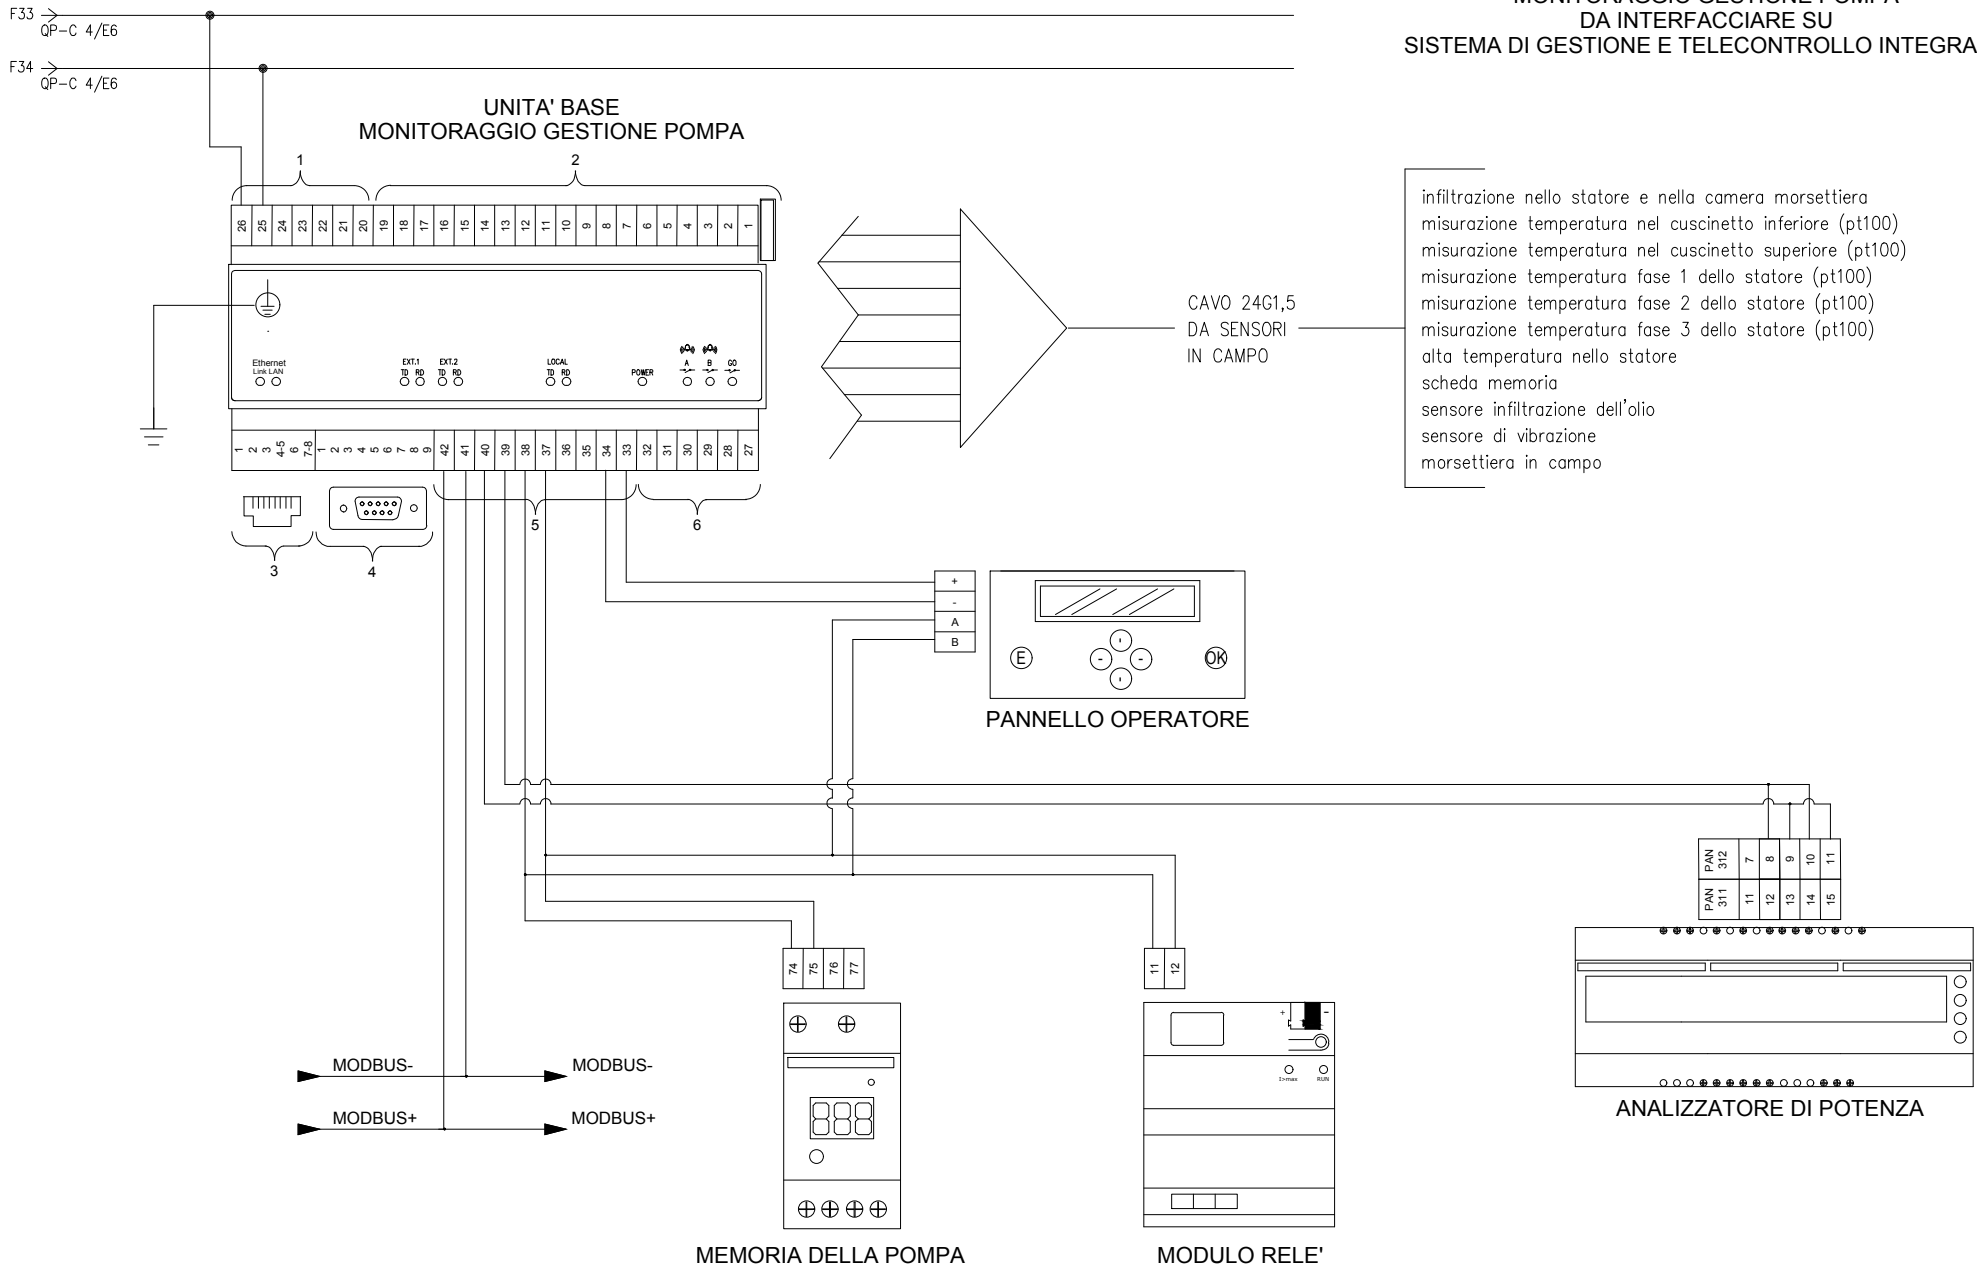 F33
QP-C 4/E6
F34
QP-C 4/E6
DA INTERFACCIARE SU
SISTEMA DI GESTIONE E TELECONTROLLO INTEGRA
UNITA' BASE
MONITORAGGIO GESTIONE POMPA
1
2
26 25 24 23 22 21 20 19 18 17 16 15 14 13 12 11 10 9 8 7 6 5 4 3 2 1
Ethernet
Link LAN
EXT.1
TD RD
EXT.2
TD RD
LOCAL
TD RD
POWER
A
B
GO
1 2 3 4-5 6 7-8 1 2 3 4 5 6 7 8 9 42 41 40 39 38 37 36 35 34 33 32 31 30 29 28 27
3
4
5
6
CAVO 24G1,5
DA SENSORI
IN CAMPO
infiltrazione nello statore e nella camera morsettiera
misurazione temperatura nel cuscinetto inferiore (pt100)
misurazione temperatura nel cuscinetto superiore (pt100)
misurazione temperatura fase 1 dello statore (pt100)
misurazione temperatura fase 2 dello statore (pt100)
misurazione temperatura fase 3 dello statore (pt100)
alta temperatura nello statore
scheda memoria
sensore infiltrazione dell'olio
sensore di vibrazione
morsettiera in campo
+
-
A
B
E
OK
PANNELLO OPERATORE
PAN 312 7 8 9 10 11
PAN 311 11 12 13 14 15
ANALIZZATORE DI POTENZA
74 75 76 77
MEMORIA DELLA POMPA
11 12
+ -
I>max
RUN
MODULO RELE'
MODBUS-
MODBUS-
MODBUS+
MODBUS+